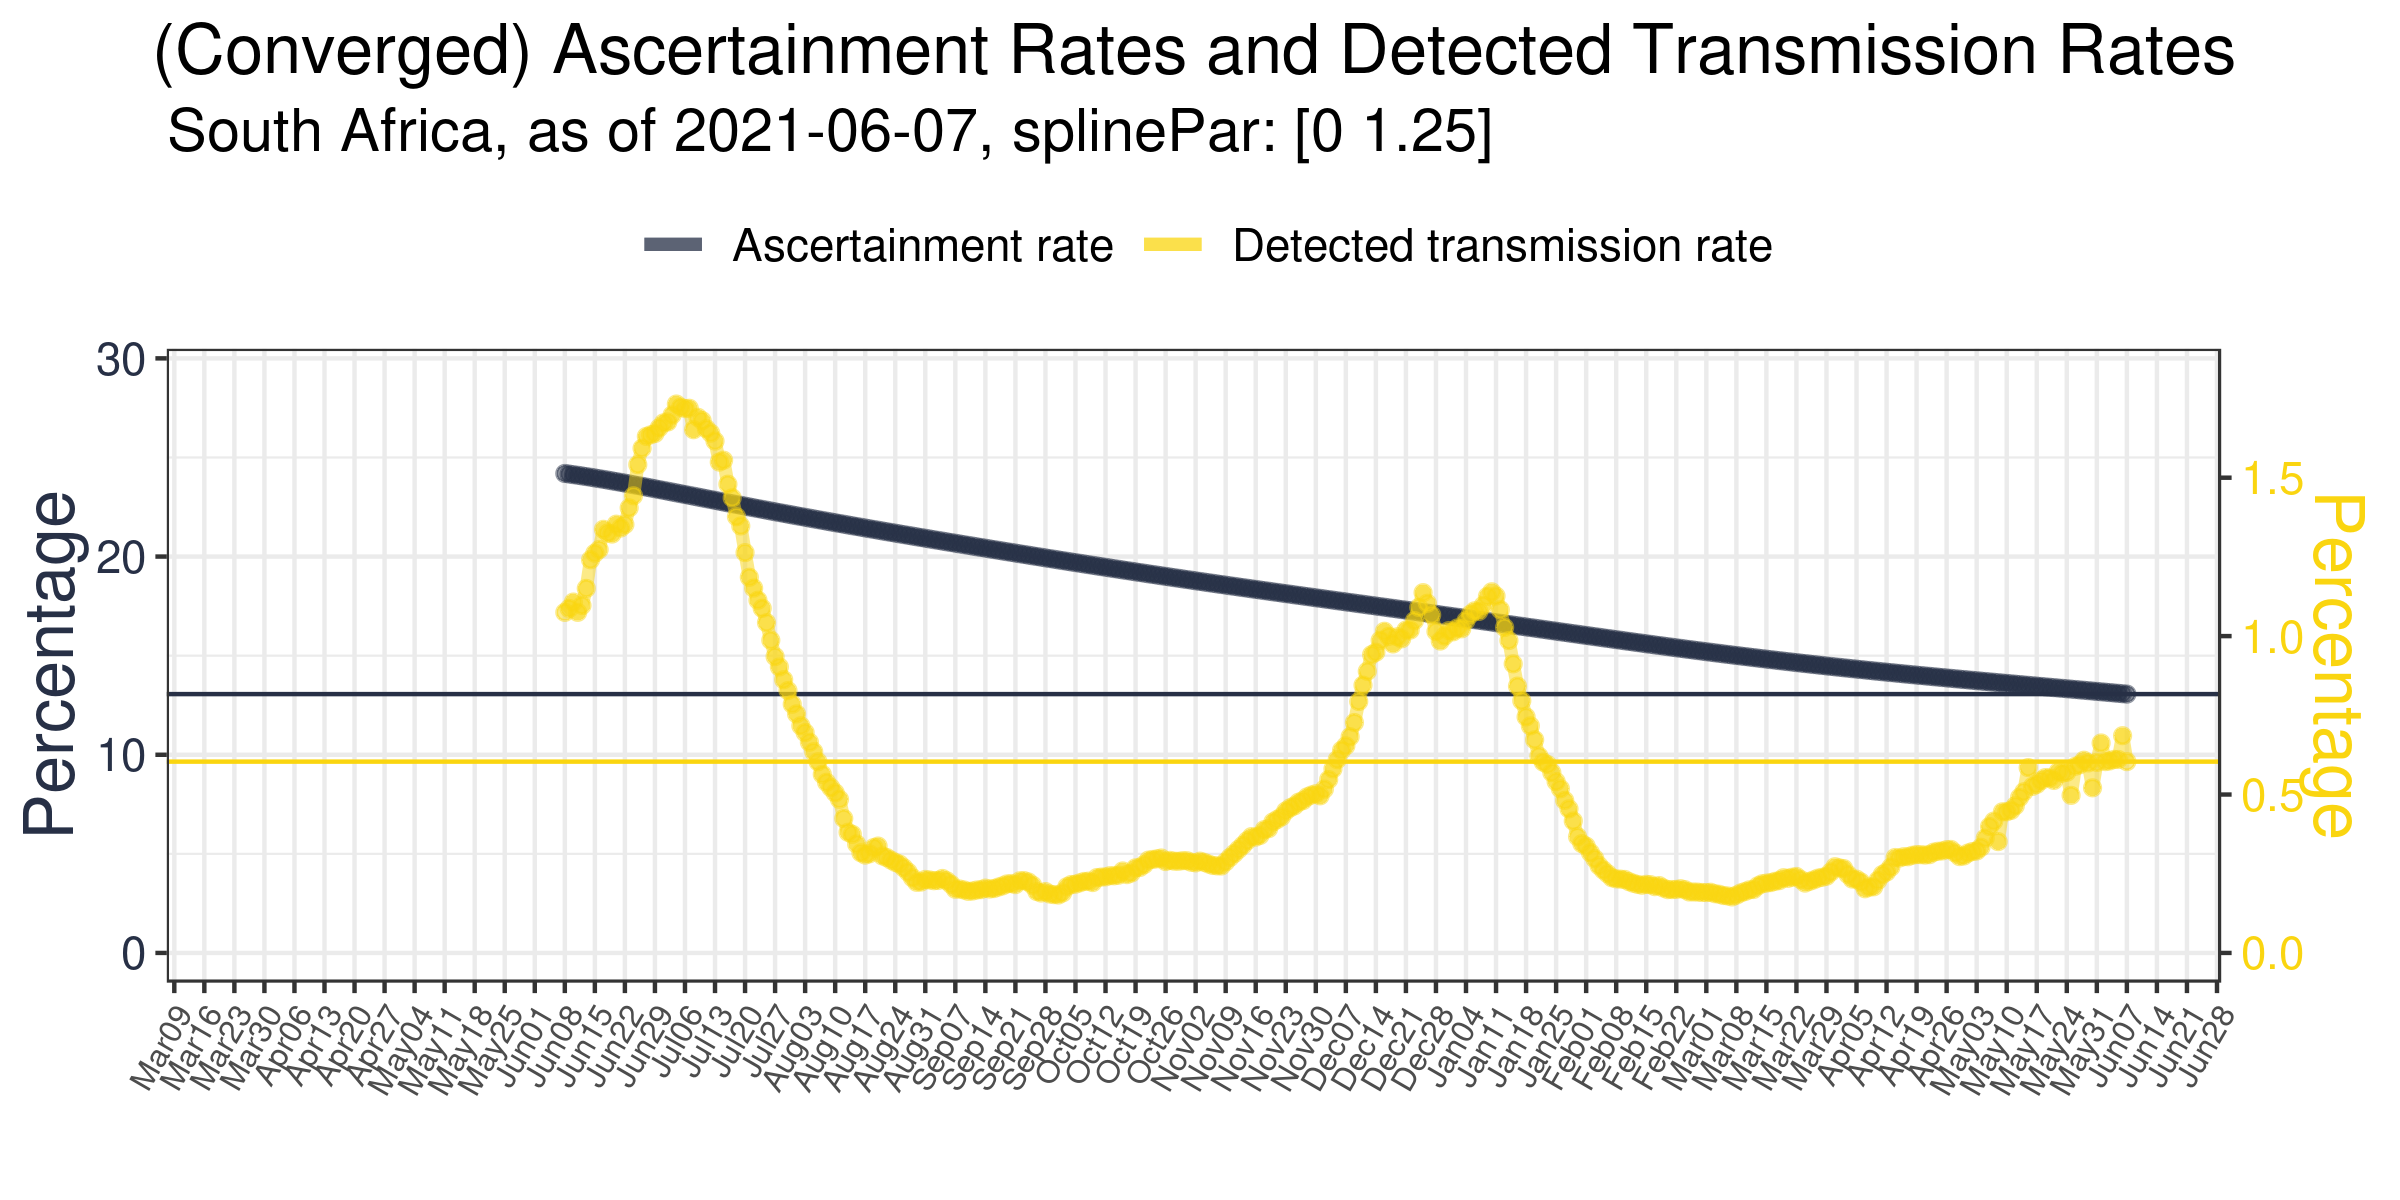 (Converged) Ascertainment Rates and Detected Transmission Rates
South Africa, as of 2021-06-07, splinePar: [0 1.25]
Ascertainment rate Detected transmission rate
Percentage
30
20
10
0
1.5
1.0
0.5
0.0
Percentage
Mar09 Mar16 Mar23 Mar30 Apr06 Apr13 Apr20 Apr27 May04 May11 May18 May25 Jun01 Jun08 Jun15 Jun22 Jun29 Jul06 Jul13 Jul20 Jul27 Aug03 Aug10 Aug17 Aug24 Aug31 Sep07 Sep14 Sep21 Sep28 Oct05 Oct12 Oct19 Oct26 Nov02 Nov09 Nov16 Nov23 Nov30 Dec07 Dec14 Dec21 Dec28 Jan04 Jan11 Jan18 Jan25 Feb01 Feb08 Feb15 Feb22 Mar01 Mar08 Mar15 Mar22 Mar29 Apr05 Apr12 Apr19 Apr26 May03 May10 May17 May24 May31 Jun07 Jun14 Jun21 Jun28